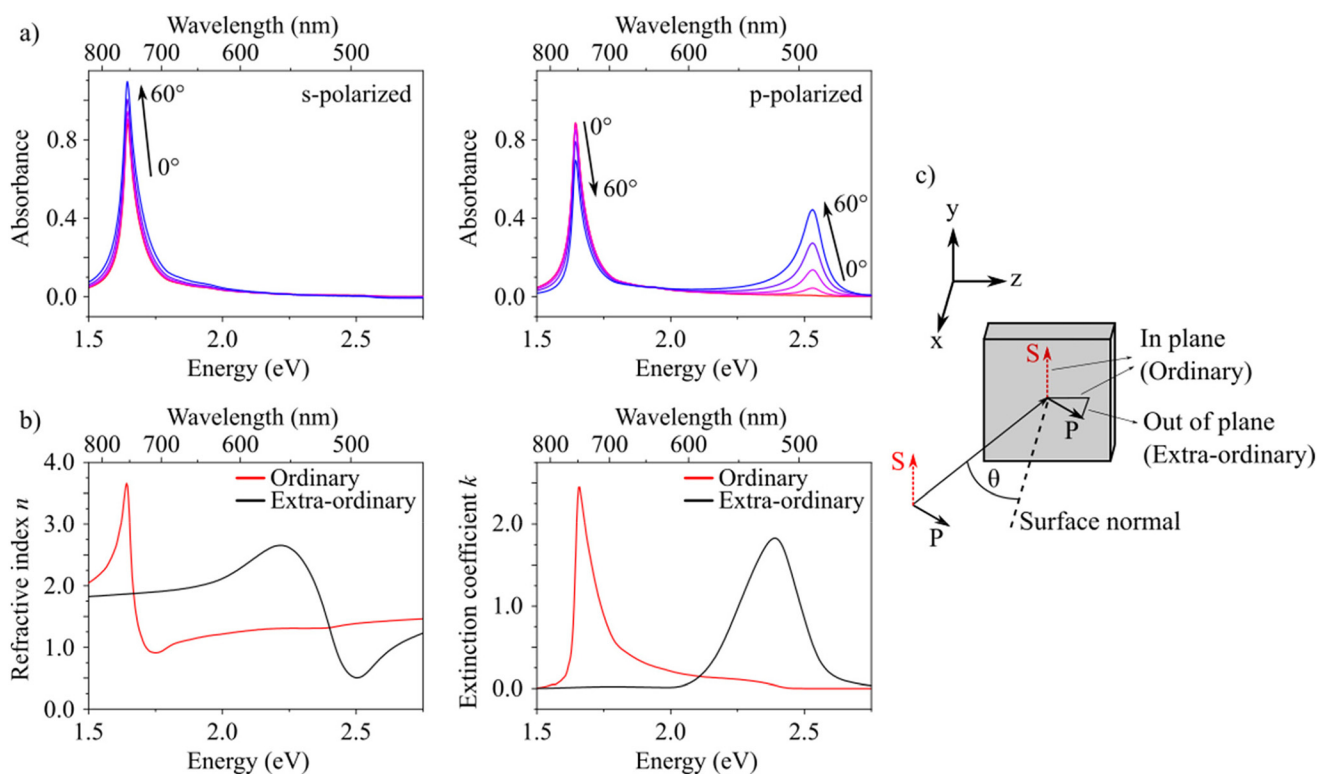 a)
Wavelength (nm)
800 700 600 500
s-polarized
60°
0°
Absorbance
0.8
0.4
0.0
1.5 2.0 2.5
Energy (eV)
Wavelength (nm)
800 700 600 500
p-polarized
0°
60°
60°
0°
Absorbance
0.8
0.4
0.0
1.5 2.0 2.5
Energy (eV)
b)
Wavelength (nm)
800 700 600 500
Ordinary
Extra-ordinary
Refractive index n
4.0
3.0
2.0
1.0
0.0
1.5 2.0 2.5
Energy (eV)
Wavelength (nm)
800 700 600 500
Ordinary
Extra-ordinary
Extinction coefficient k
2.0
1.0
0.0
1.5 2.0 2.5
Energy (eV)
c)
y
z
x
S
In plane
(Ordinary)
P
Out of plane
(Extra-ordinary)
S
θ
P
Surface normal